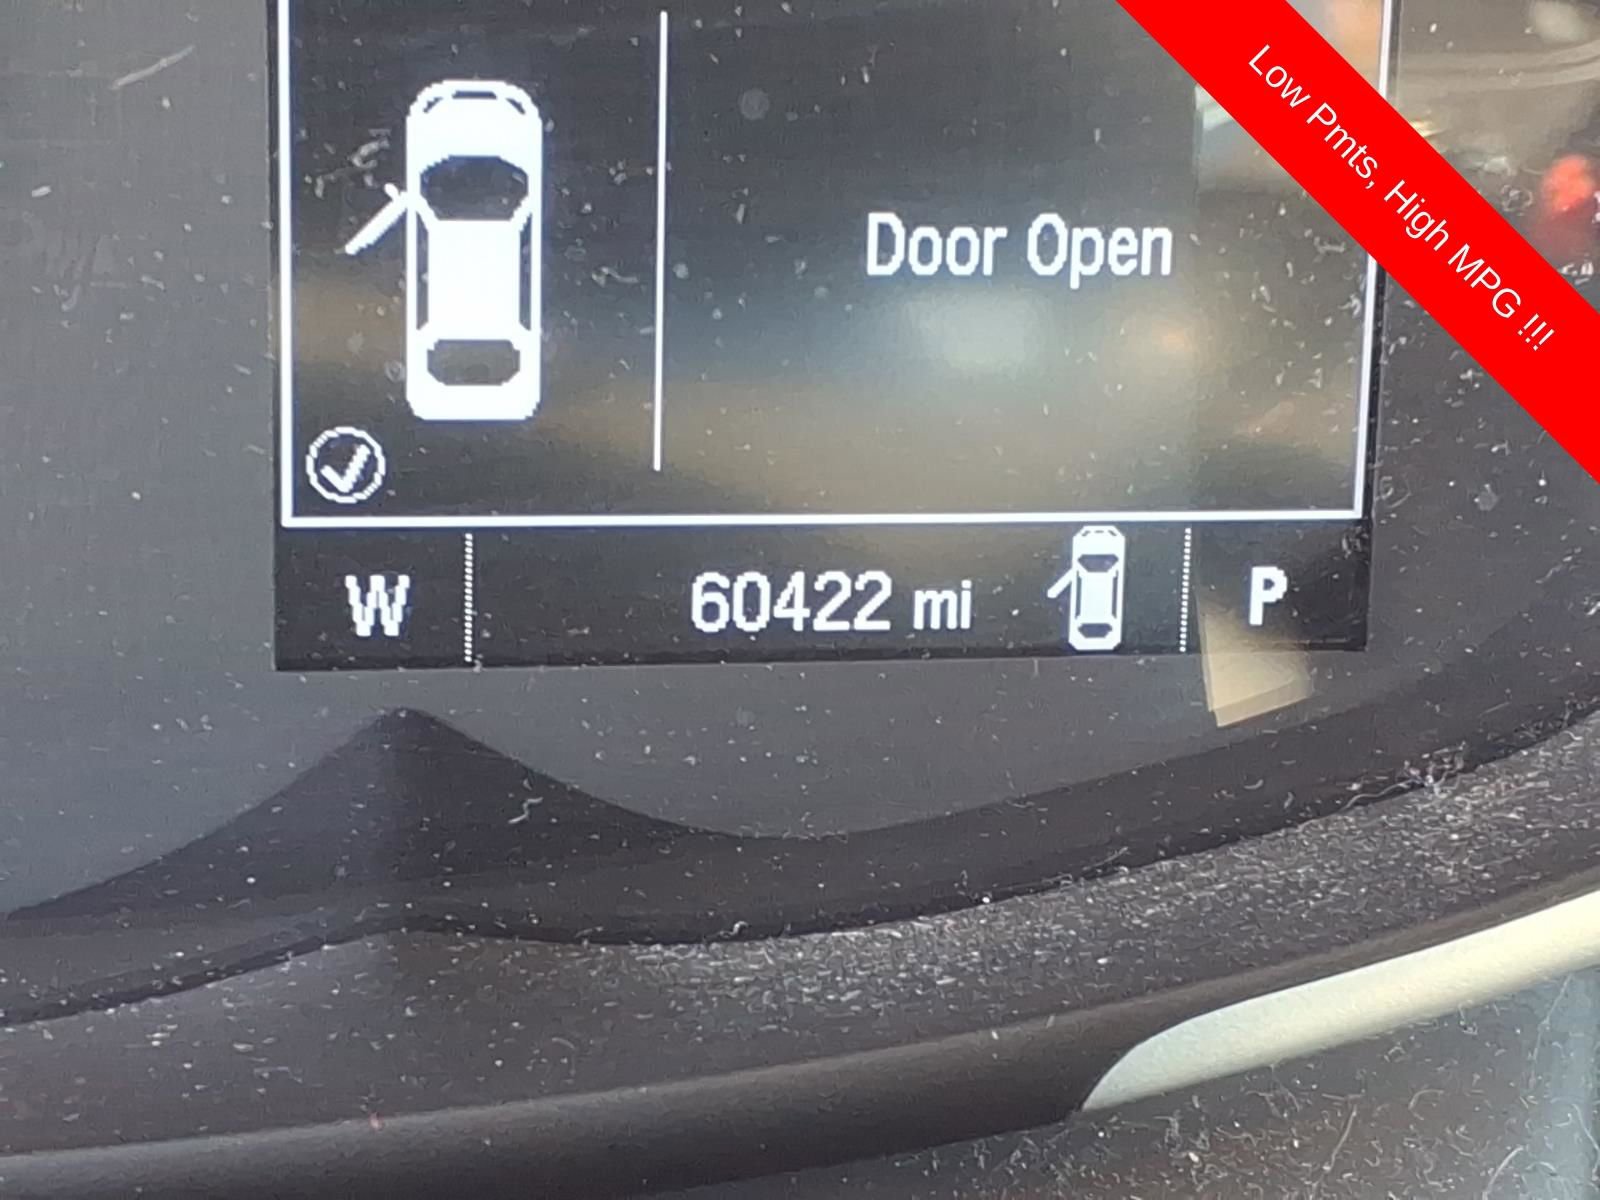 Low Pmts, High MPG !!!
Door Open
W
60422 mi
P